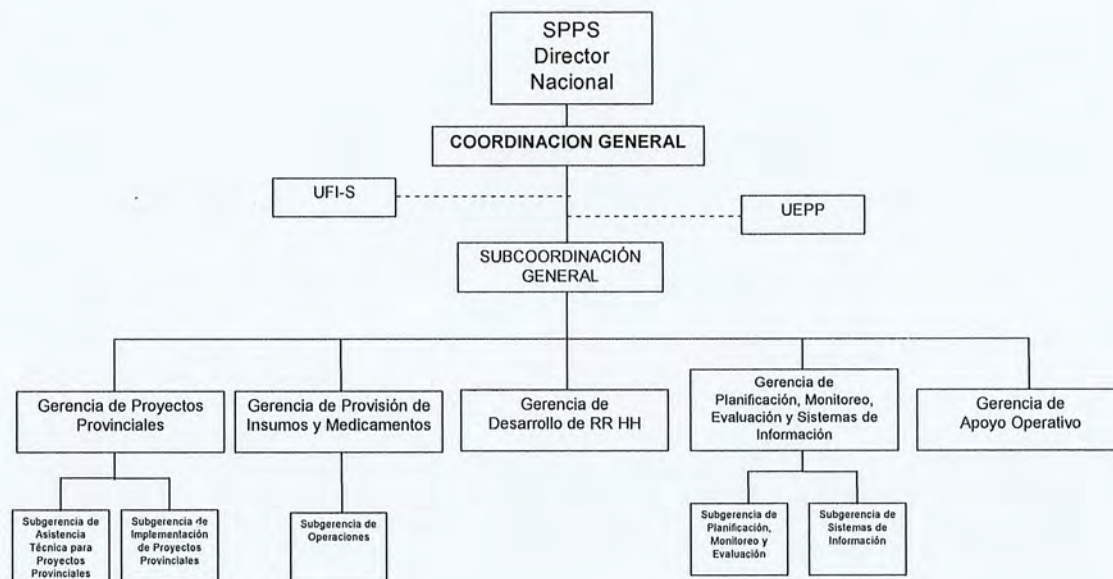 SPPS
Director
Nacional
COORDINACION GENERAL
UFI-S
UEPP
SUBCOORDINACIÓN
GENERAL
Gerencia de Proyectos
Provinciales
Gerencia de Provisión de
Insumos y Medicamentos
Gerencia de
Desarrollo de RR HH
Gerencia de
Planificación, Monitoreo,
Evaluación y Sistemas de
Información
Gerencia de
Apoyo Operativo
Subgerencia de
Asistencia
Técnica para
Proyectos
Provinciales
Subgerencia de
Implementación
de Proyectos
Provinciales
Subgerencia de
Operaciones
Subgerencia de
Planificación,
Monitoreo y
Evaluación
Subgerencia de
Sistemas de
Información